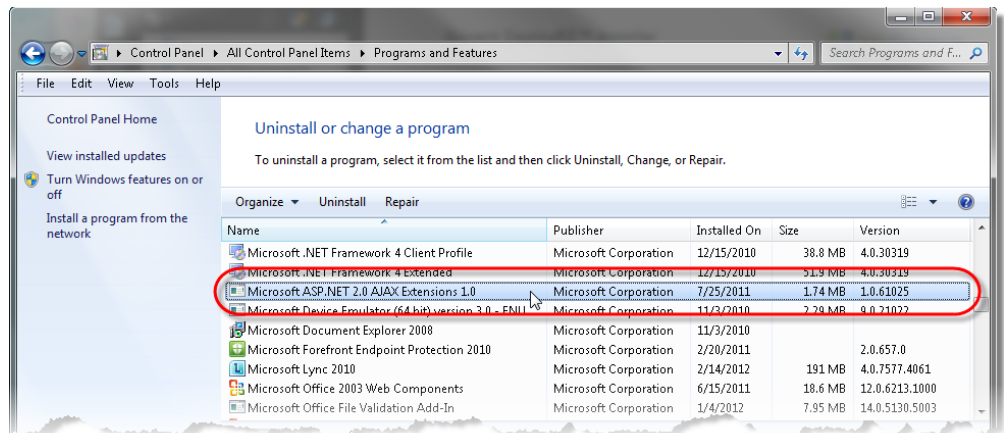 Control Panel ▸ All Control Panel Items ▸ Programs and Features
Search Programs and F...
File Edit View Tools Help
Control Panel Home
View installed updates
Turn Windows features on or
off
Install a program from the
network
Uninstall or change a program
To uninstall a program, select it from the list and then click Uninstall, Change, or Repair.
Organize Uninstall Repair
Name Publisher Installed On Size Version
Microsoft .NET Framework 4 Client Profile Microsoft Corporation 12/15/2010 38.8 MB 4.0.30319
Microsoft .NET Framework 4 Extended Microsoft Corporation 12/15/2010 51.9 MB 4.0.30319
Microsoft ASP.NET 2.0 AJAX Extensions 1.0 Microsoft Corporation 7/25/2011 1.74 MB 1.0.61025
Microsoft Device Emulator (64 bit) version 3.0 - ENU Microsoft Corporation 11/3/2010 2.29 MB 9.0.21022
Microsoft Document Explorer 2008 Microsoft Corporation 11/3/2010
Microsoft Forefront Endpoint Protection 2010 Microsoft Corporation 2/20/2011 2.0.657.0
Microsoft Lync 2010 Microsoft Corporation 2/14/2012 191 MB 4.0.7577.4061
Microsoft Office 2003 Web Components Microsoft Corporation 6/15/2011 18.6 MB 12.0.6213.1000
Microsoft Office File Validation Add-In Microsoft Corporation 1/4/2012 7.95 MB 14.0.5130.5003